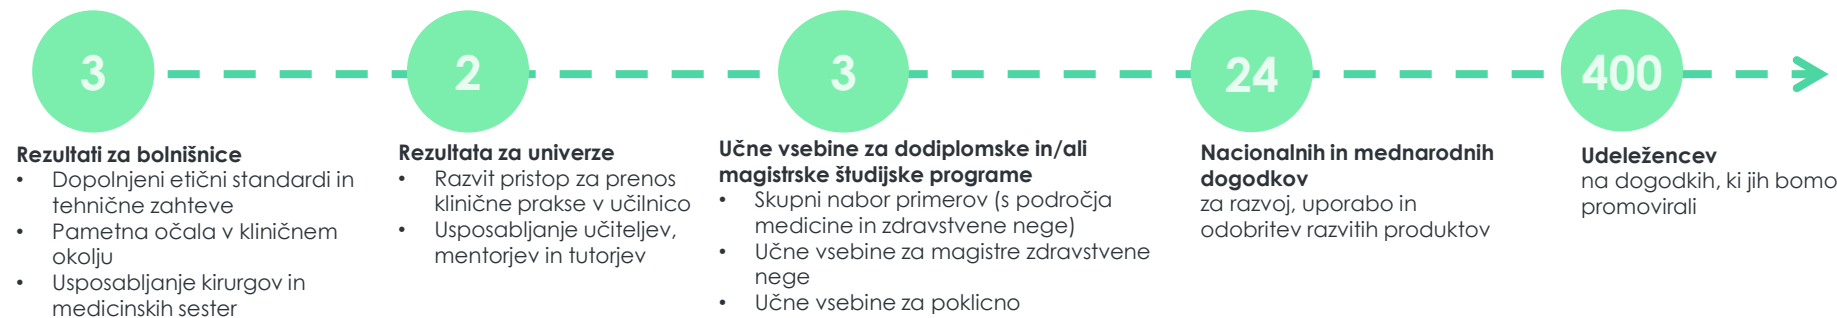 3
Rezultati za bolnišnice
• Dopolnjeni etični standardi in
tehnične zahteve
• Pametna očala v kliničnem
okolju
• Usposabljanje kirurgov in
medicinskih sester
2
Rezultata za univerze
• Razvit pristop za prenos
klinične prakse v učilnico
• Usposabljanje učiteljev,
mentorjev in tutorjev
3
Učne vsebine za dodiplomske in/ali
magistrske študijske programe
• Skupni nabor primerov (s področja
medicine in zdravstvene nege)
• Učne vsebine za magistre zdravstvene
nege
• Učne vsebine za poklicno
24
Nacionalnih in mednarodnih
dogodkov
za razvoj, uporabo in
odobritev razvitih produktov
400
Udeležencev
na dogodkih, ki jih bomo
promovirali